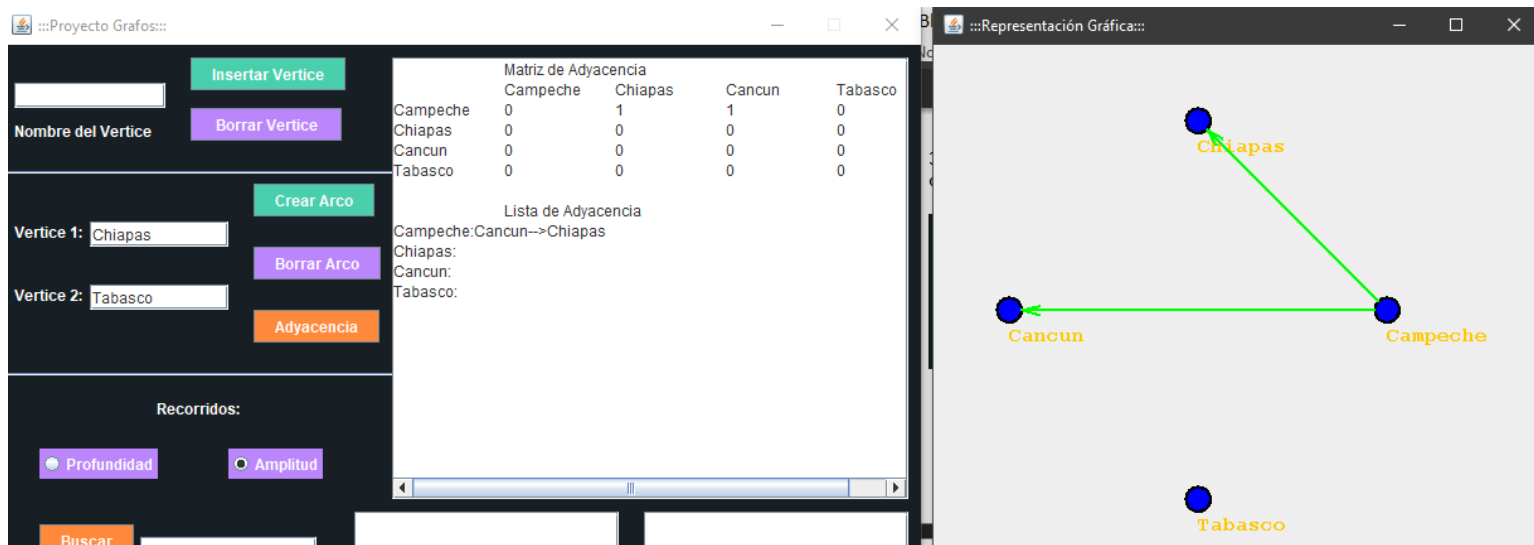 :::Proyecto Grafos:::
Insertar Vertice
Nombre del Vertice
Borrar Vertice
Crear Arco
Vertice 1: Chiapas
Borrar Arco
Vertice 2: Tabasco
Adyacencia
Recorridos:
Profundidad Amplitud
Buscar
Matriz de Adyacencia
Campeche Chiapas Cancun Tabasco
Campeche 0 1 1 0
Chiapas 0 0 0 0
Cancun 0 0 0 0
Tabasco 0 0 0 0
Lista de Adyacencia
Campeche:Cancun-->Chiapas
Chiapas:
Cancun:
Tabasco:
:::Representación Gráfica:::
Chiapas
Cancun
Campeche
Tabasco